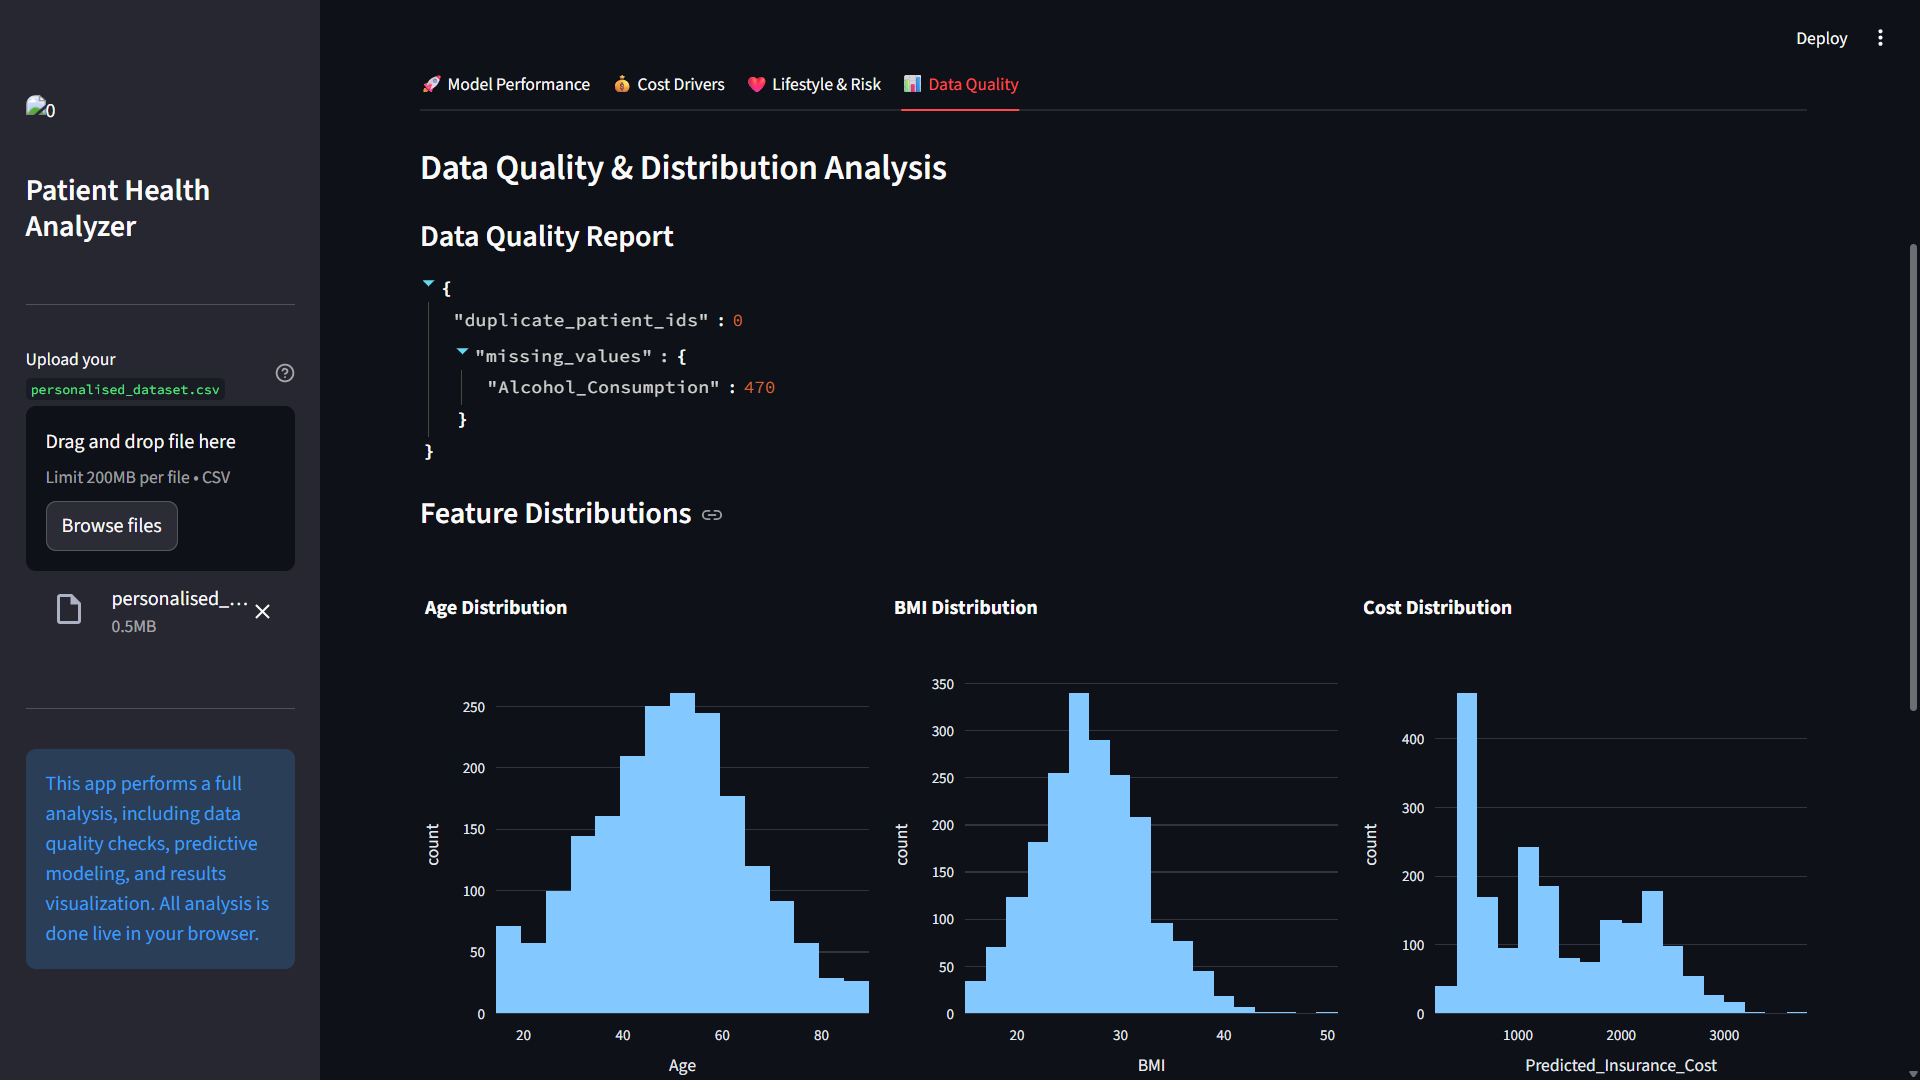 Deploy
0
Patient Health
Analyzer
Upload your
personalised_dataset.csv
Drag and drop file here
Limit 200MB per file • CSV
Browse files
personalised_...
0.5MB
This app performs a full
analysis, including data
quality checks, predictive
modeling, and results
visualization. All analysis is
done live in your browser.
🚀 Model Performance 💰 Cost Drivers ❤️ Lifestyle & Risk 📊 Data Quality
Data Quality & Distribution Analysis
Data Quality Report
{
"duplicate_patient_ids" : 0
"missing_values" : {
"Alcohol_Consumption" : 470
}
}
Feature Distributions
Age Distribution
250
200
150
100
50
0
count
20 40 60 80
Age
BMI Distribution
350
300
250
200
150
100
50
0
count
20 30 40 50
BMI
Cost Distribution
400
300
200
100
0
count
1000 2000 3000
Predicted_Insurance_Cost